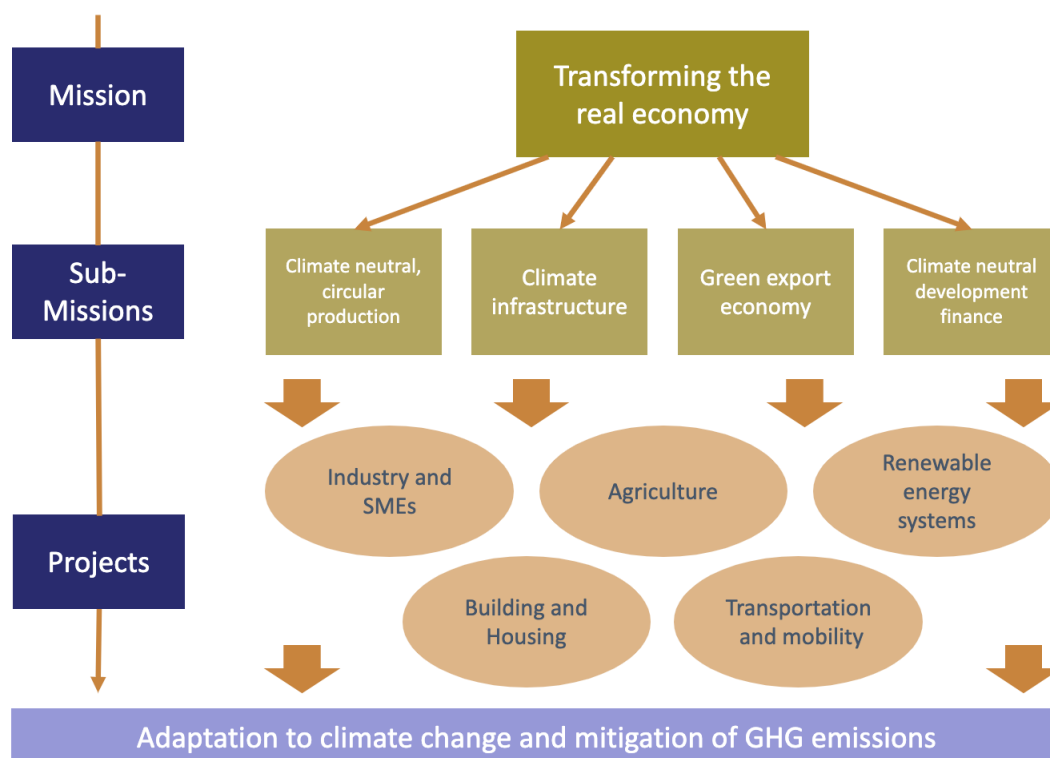 Mission
Transforming the
real economy
Sub-
Missions
Climate neutral,
circular
production
Climate
infrastructure
Green export
economy
Climate neutral
development
finance
Industry and
SMEs
Agriculture
Renewable
energy
systems
Projects
Building and
Housing
Transportation
and mobility
Adaptation to climate change and mitigation of GHG emissions